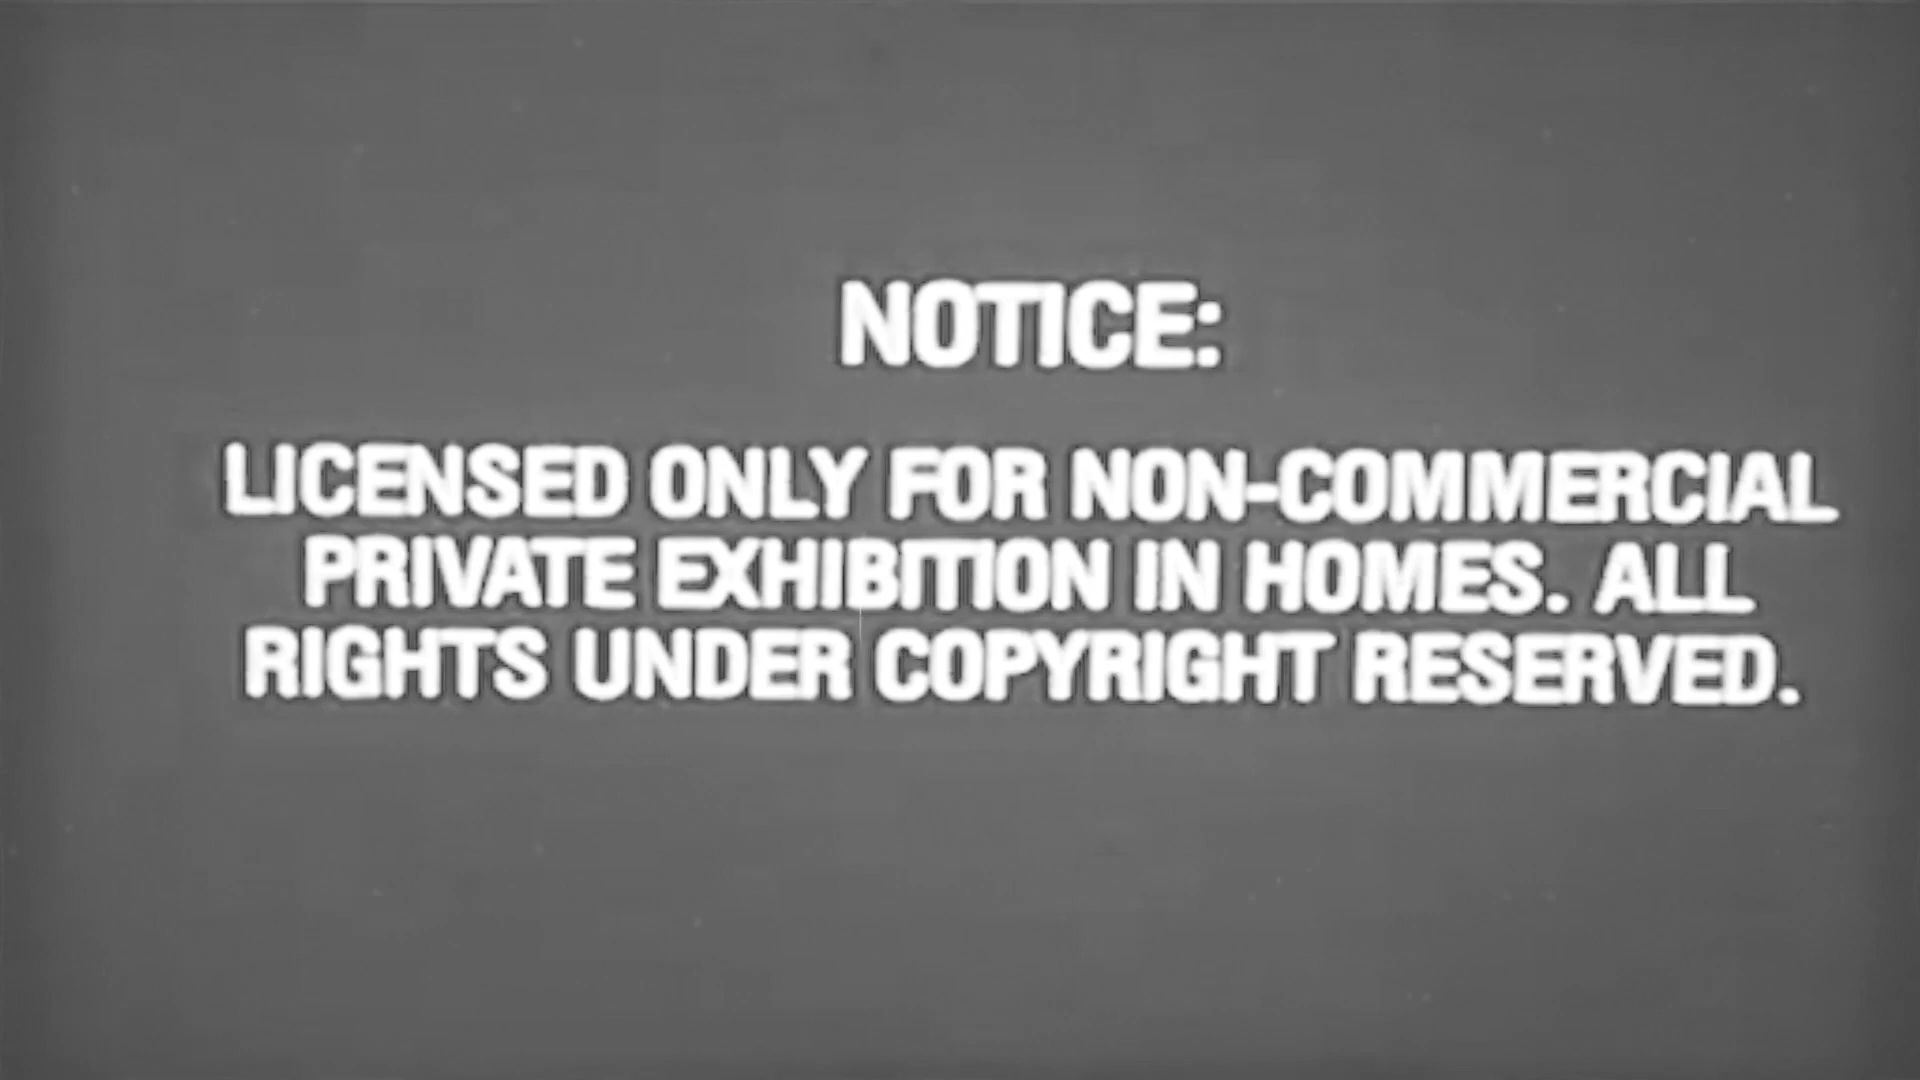 NOTICE:
LICENSED ONLY FOR NON-COMMERCIAL
PRIVATE EXHIBITION IN HOMES. ALL
RIGHTS UNDER COPYRIGHT RESERVED.